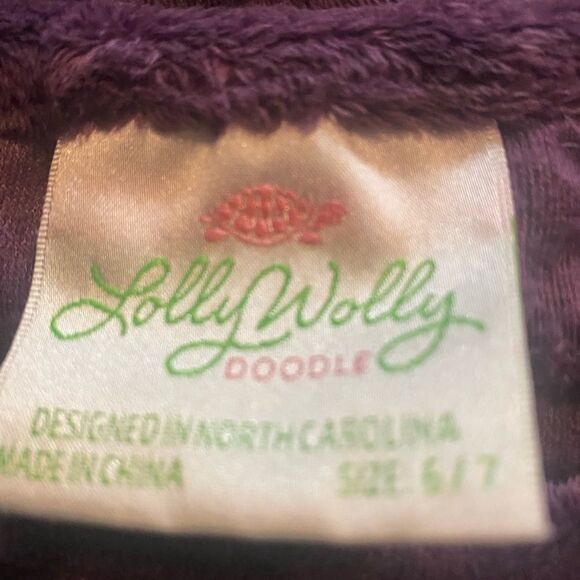 Lolly Wolly
DOODLE
DESIGNED IN NORTH CAROLINA
MADE IN CHINA SIZE: 6/7